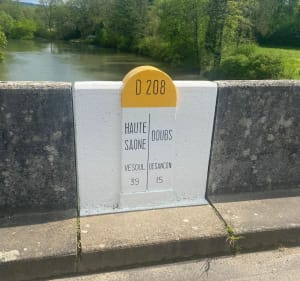 D 208
HAUTE DOUBS
SAONE
VESOUL BESANCON
39 15